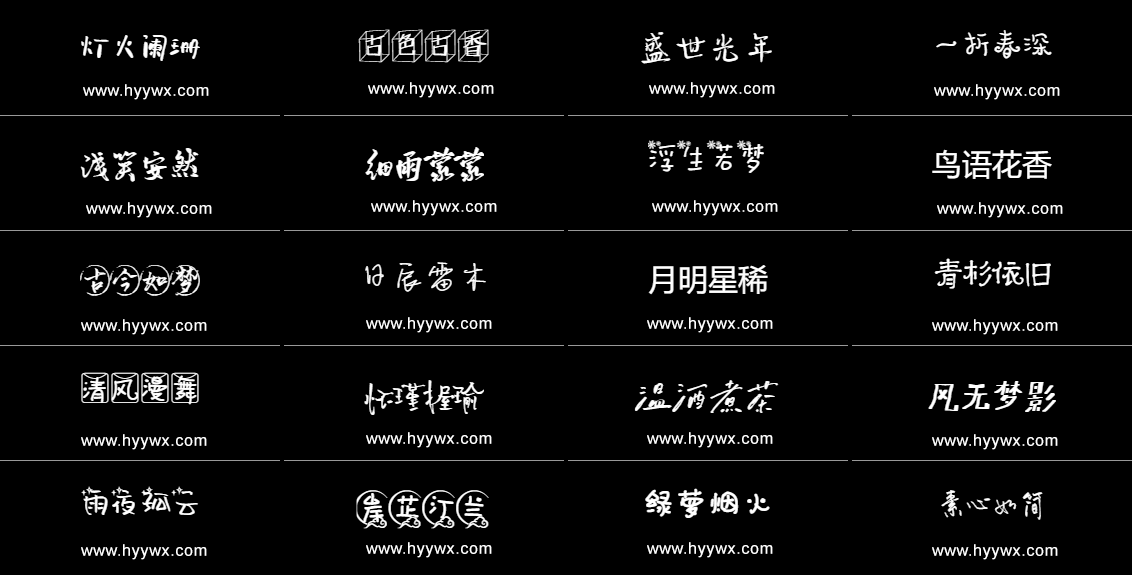 灯火阑珊 古色古香 盛世光年 一折春深
www.hyywx.com www.hyywx.com www.hyywx.com www.hyywx.com
浅笑安然 细雨蒙蒙 浮生若梦 鸟语花香
www.hyywx.com www.hyywx.com www.hyywx.com www.hyywx.com
古今如梦 日辰雷木 月明星稀 青衫依旧
www.hyywx.com www.hyywx.com www.hyywx.com www.hyywx.com
清风漫舞 怀瑾握瑜 温酒煮茶 风无梦影
www.hyywx.com www.hyywx.com www.hyywx.com www.hyywx.com
雨夜孤云 岸芷汀兰 绿萝烟火 素心如简
www.hyywx.com www.hyywx.com www.hyywx.com www.hyywx.com